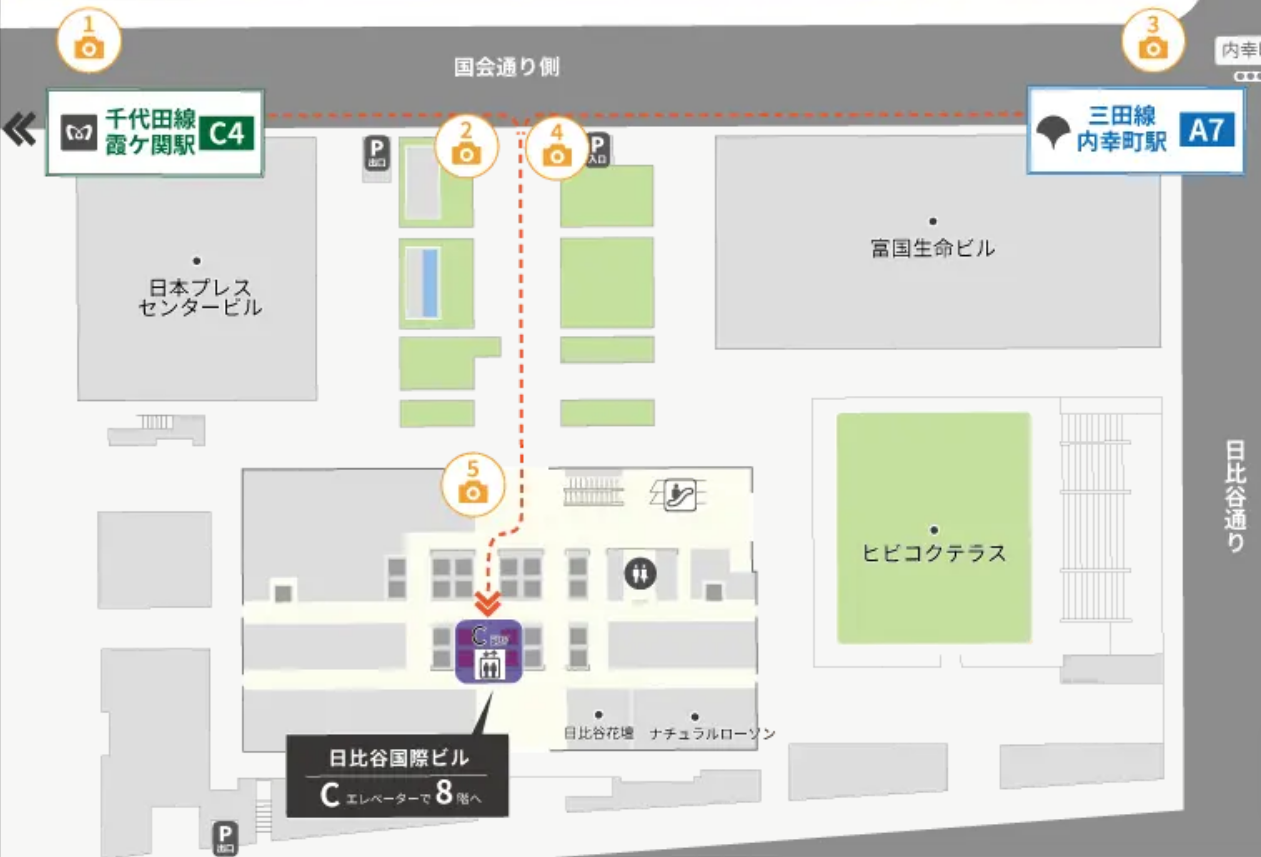 1
3
国会通り側
内幸
千代田線
霞ケ関駅
C4
2
4
P
出口
P
入口
三田線
内幸町駅
A7
日本プレス
センタービル
富国生命ビル
日比谷通り
5
ヒビコクテラス
C
日比谷花壇
ナチュラルローソン
日比谷国際ビル
C エレベーターで 8 階へ
P
出口